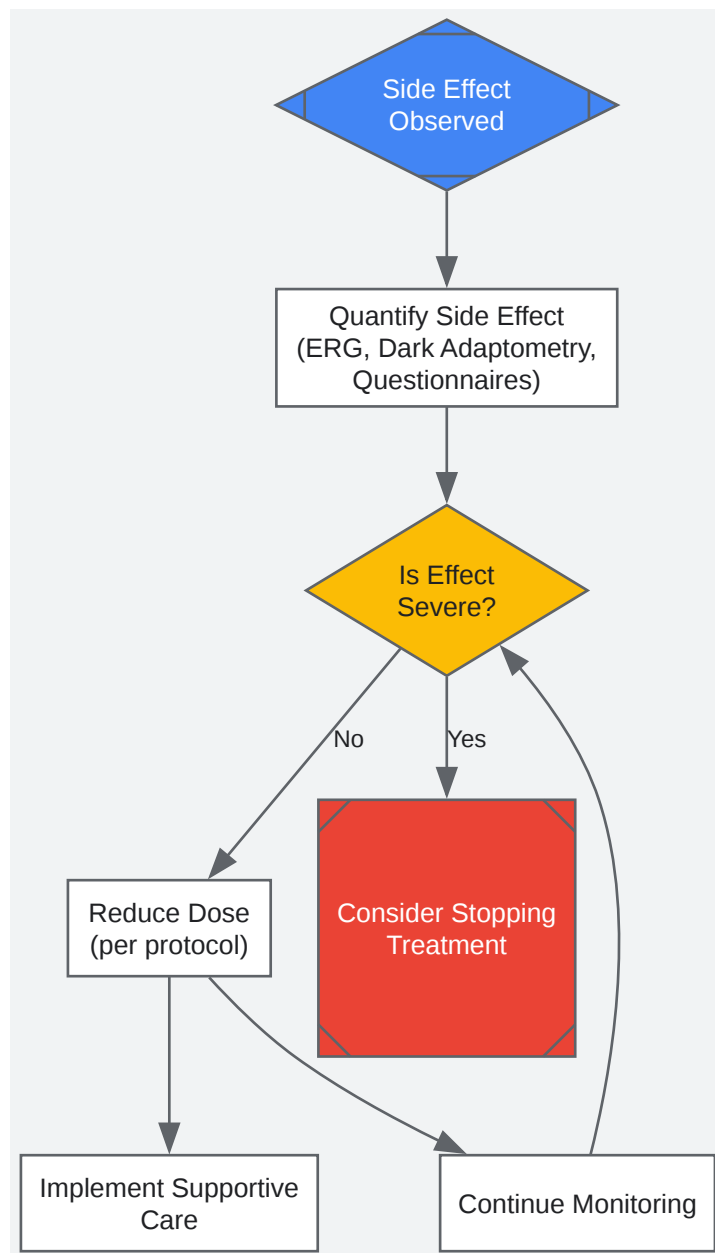 Side Effect
Observed
Quantify Side Effect
(ERG, Dark Adaptometry,
Questionnaires)
Is Effect
Severe?
No
Yes
Reduce Dose
(per protocol)
Consider Stopping
Treatment
Implement Supportive
Care
Continue Monitoring